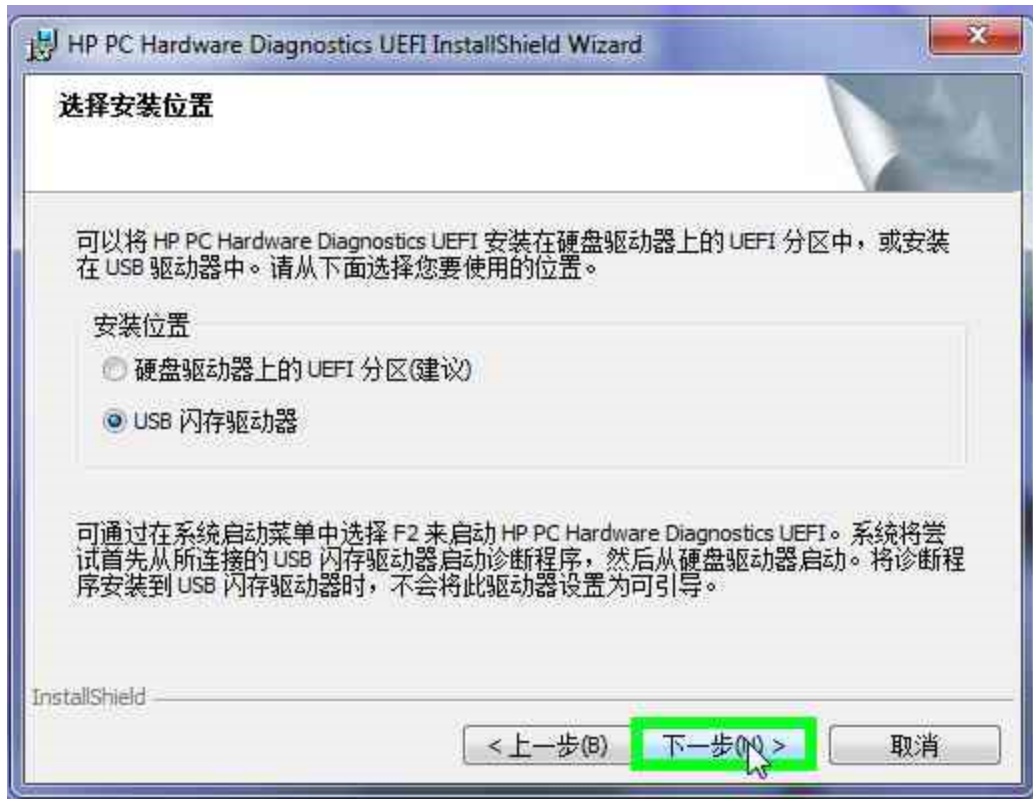 HP PC Hardware Diagnostics UEFI InstallShield Wizard
选择安装位置
可以将 HP PC Hardware Diagnostics UEFI 安装在硬盘驱动器上的 UEFI 分区中，或安装
在 USB 驱动器中。请从下面选择您要使用的位置。
安装位置
硬盘驱动器上的 UEFI 分区(建议)
USB 闪存驱动器
可通过在系统启动菜单中选择 F2 来启动 HP PC Hardware Diagnostics UEFI。系统将尝
试首先从所连接的 USB 闪存驱动器启动诊断程序，然后从硬盘驱动器启动。将诊断程
序安装到 USB 闪存驱动器时，不会将此驱动器设置为可引导。
InstallShield
< 上一步(B) 下一步(N) > 取消